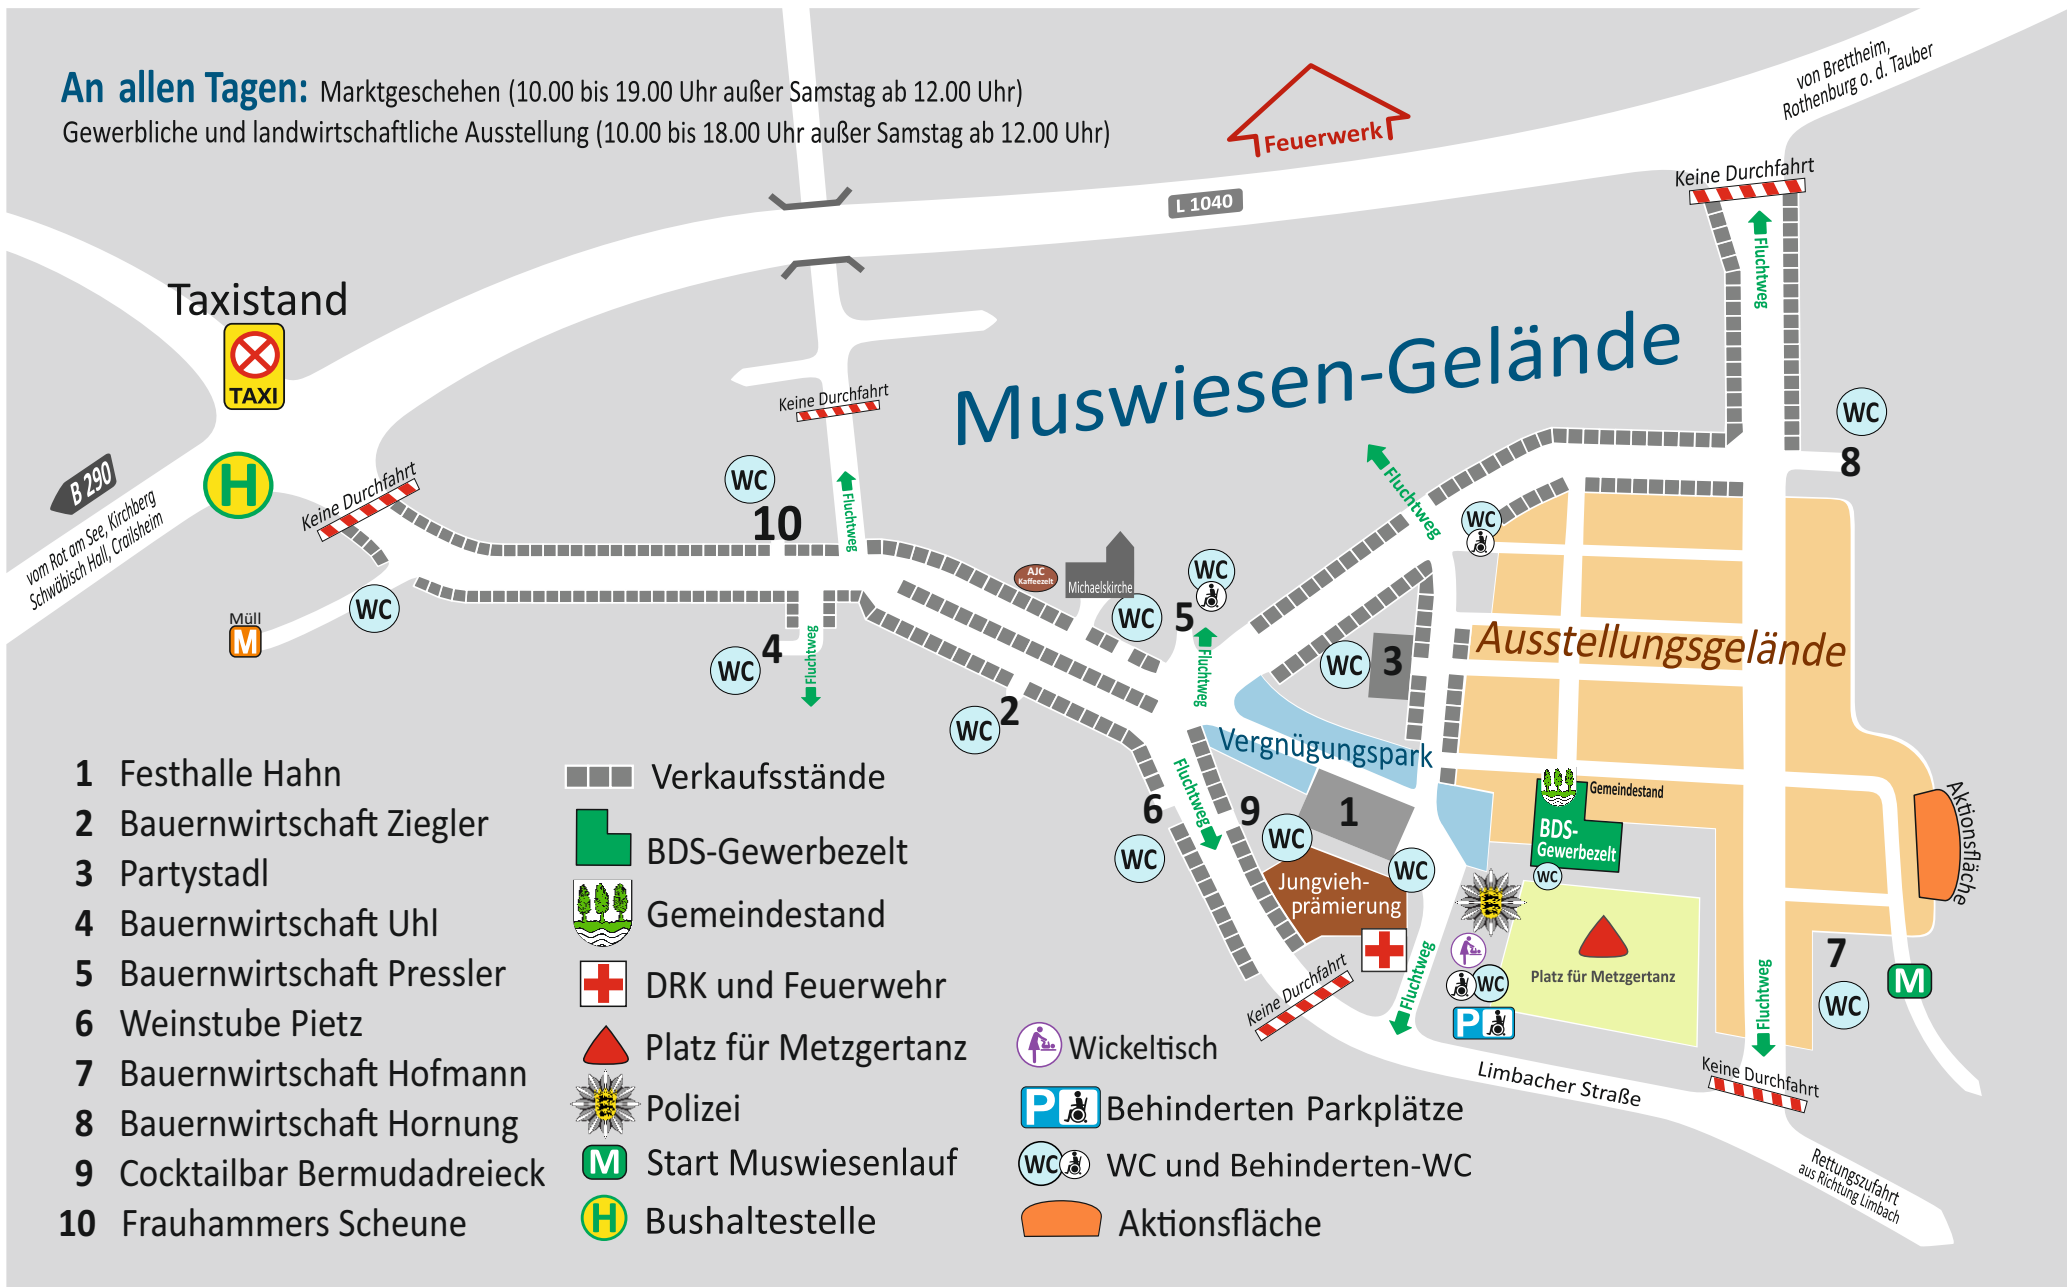 An allen Tagen: Marktgeschehen (10.00 bis 19.00 Uhr außer Samstag ab 12.00 Uhr)
Gewerbliche und landwirtschaftliche Ausstellung (10.00 bis 18.00 Uhr außer Samstag ab 12.00 Uhr)
Feuerwerk
von Brettheim,
Rothenburg o. d. Tauber
Keine Durchfahrt
L 1040
Fluchtweg
Taxistand
TAXI
Muswiesen-Gelände
Keine Durchfahrt
WC
8
H
B 290
vom Rot am See, Kirchberg
Schwäbisch Hall, Crailsheim
Keine Durchfahrt
WC
10
Fluchtweg
Fluchtweg
WC
AJC
Kaffeezelt
Michaelskirche
WC
WC
5
Müll
M
WC
WC
4
Fluchtweg
Fluchtweg
WC
3
Ausstellungsgelände
WC
2
Vergnügungspark
Fluchtweg
6
9
1
WC
WC
WC
Gemeindestand
BDS-
Gewerbezelt
WC
Aktionsfläche
Jungvieh-
prämierung
Platz für Metzgertanz
7
WC
M
Fluchtweg
Fluchtweg
WC
P
Keine Durchfahrt
Keine Durchfahrt
Limbacher Straße
Rettungszufahrt
aus Richtung Limbach
1 Festhalle Hahn
2 Bauernwirtschaft Ziegler
3 Partystadl
4 Bauernwirtschaft Uhl
5 Bauernwirtschaft Pressler
6 Weinstube Pietz
7 Bauernwirtschaft Hofmann
8 Bauernwirtschaft Hornung
9 Cocktailbar Bermudadreieck
10 Frauhammers Scheune
Verkaufsstände
BDS-Gewerbezelt
Gemeindestand
DRK und Feuerwehr
Platz für Metzgertanz
Polizei
M Start Muswiesenlauf
H Bushaltestelle
Wickeltisch
P Behinderten Parkplätze
WC WC und Behinderten-WC
Aktionsfläche